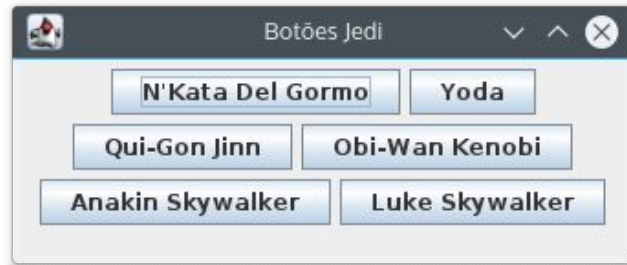 Botões Jedi
N'Kata Del Gormo Yoda
Qui-Gon Jinn Obi-Wan Kenobi
Anakin Skywalker Luke Skywalker